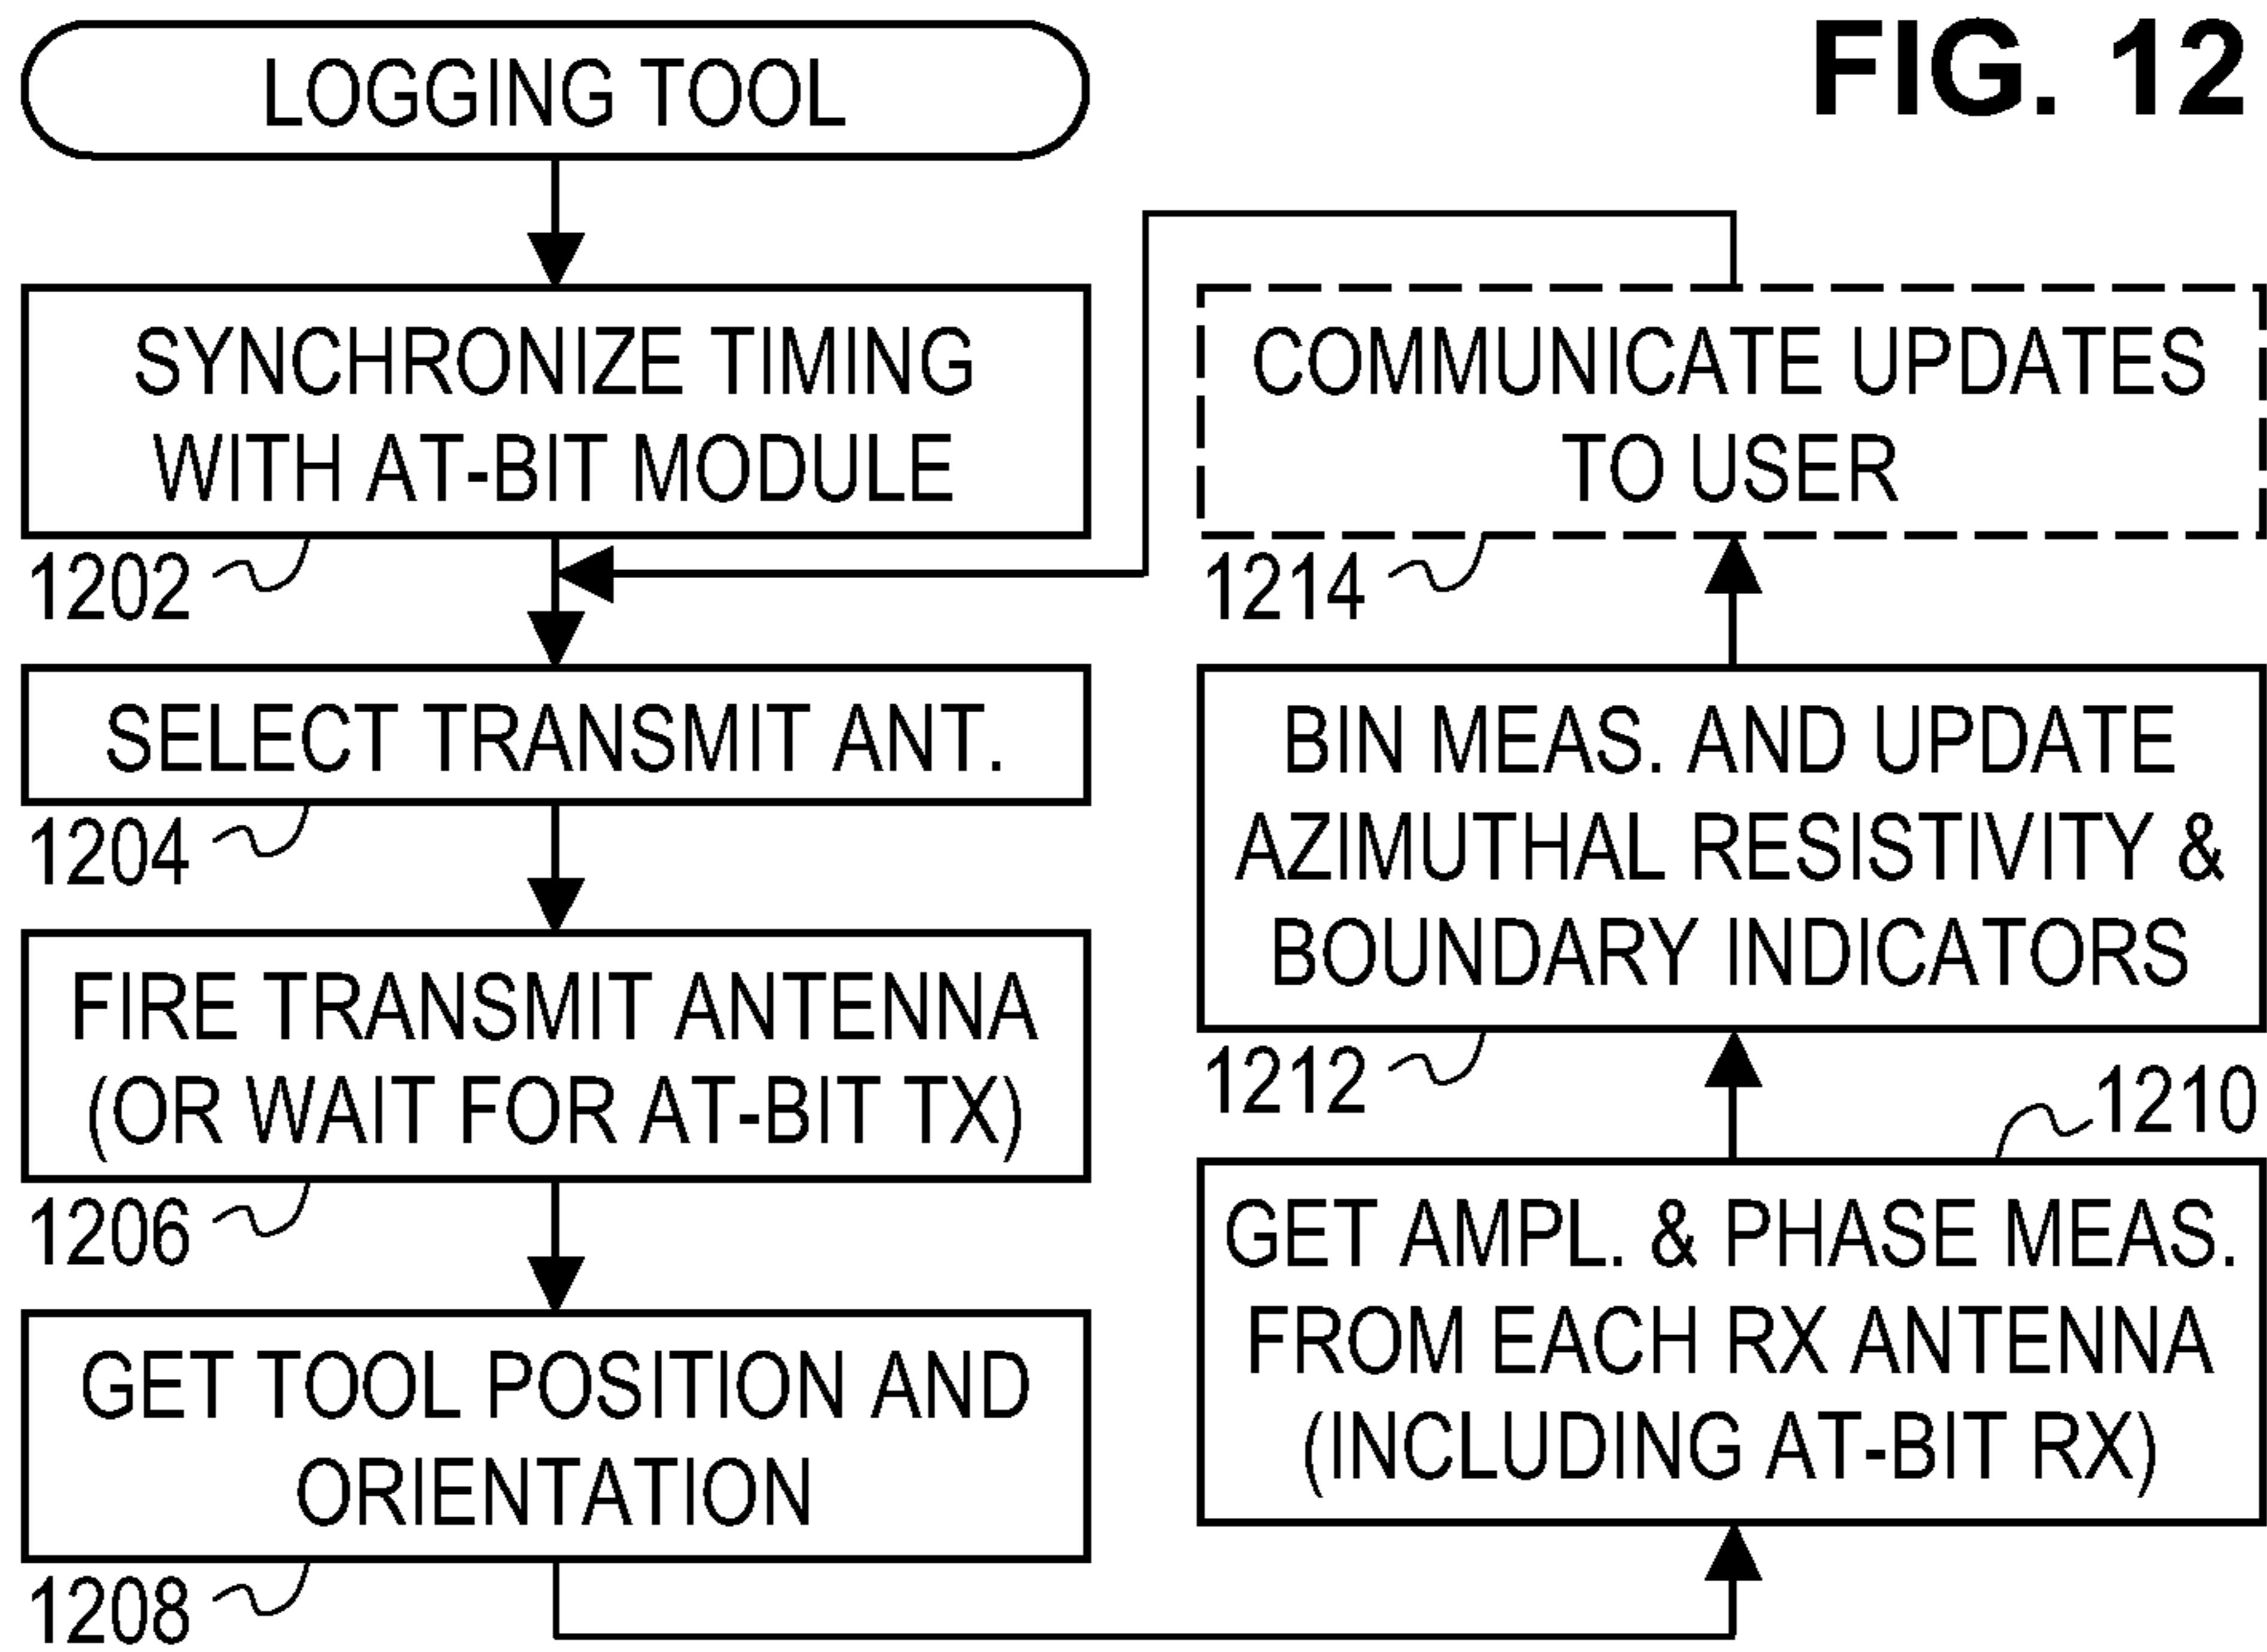 FIG. 12
LOGGING TOOL
SYNCHRONIZE TIMING
WITH AT-BIT MODULE
1202
SELECT TRANSMIT ANT.
1204
FIRE TRANSMIT ANTENNA
(OR WAIT FOR AT-BIT TX)
1206
GET TOOL POSITION AND
ORIENTATION
1208
COMMUNICATE UPDATES
TO USER
1214
BIN MEAS. AND UPDATE
AZIMUTHAL RESISTIVITY &
BOUNDARY INDICATORS
1212
1210
GET AMPL. & PHASE MEAS.
FROM EACH RX ANTENNA
(INCLUDING AT-BIT RX)